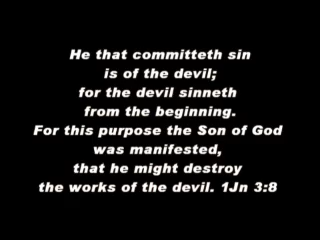 He that committeth sin
is of the devil;
for the devil sinneth
from the beginning.
For this purpose the Son of God
was manifested,
that he might destroy
the works of the devil. 1Jn 3:8